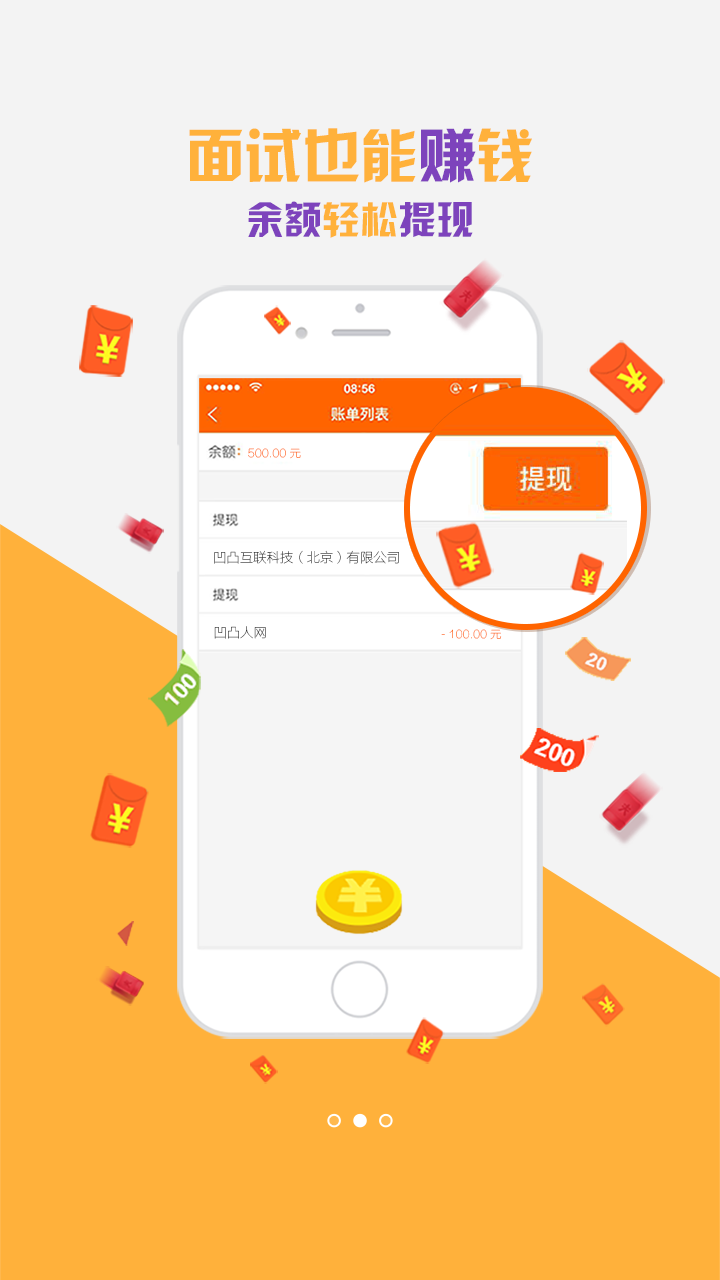 面试也能赚钱
余额轻松提现
08:56
账单列表
余额：500.00 元
提现
提现
凹凸互联科技（北京）有限公司
提现
凹凸人网
- 100.00 元
¥
¥
¥
¥
¥
100
20
200
¥
¥
¥
¥
¥